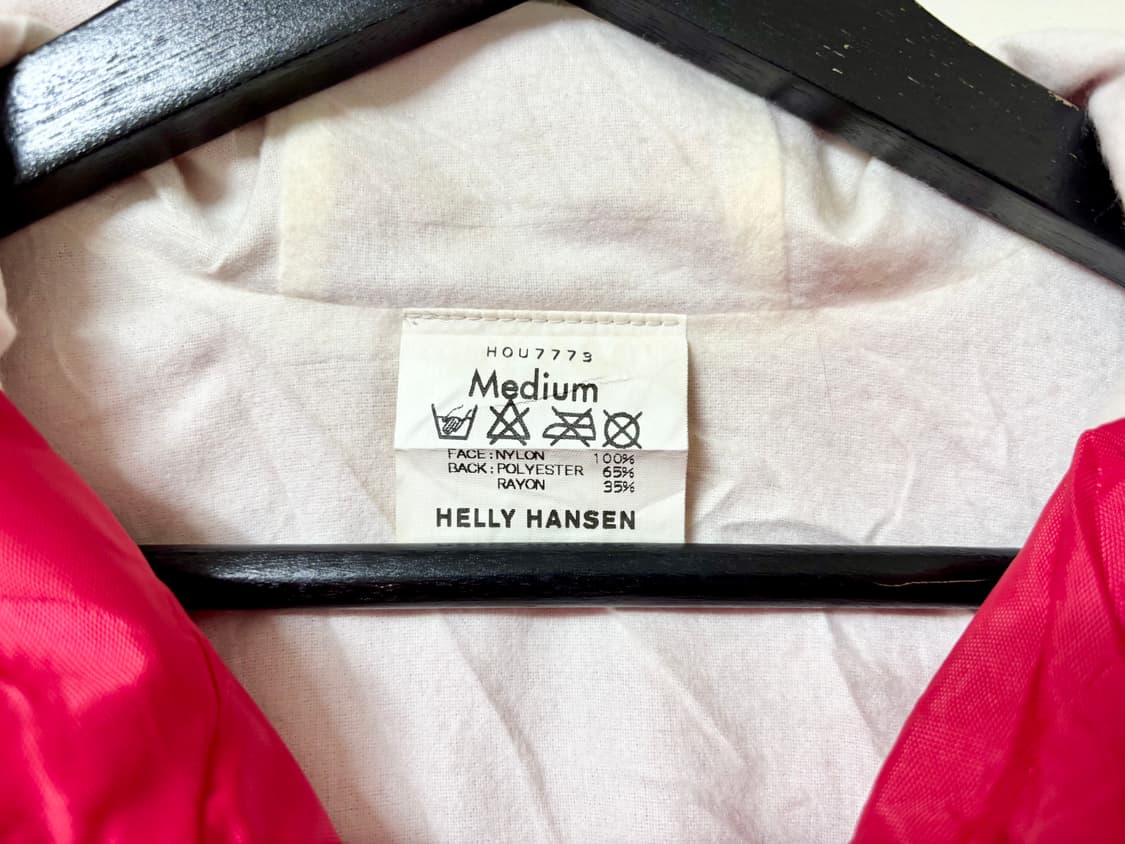 HOU7773
Medium
FACE : NYLON 100%
BACK : POLYESTER 65%
RAYON 35%
HELLY HANSEN